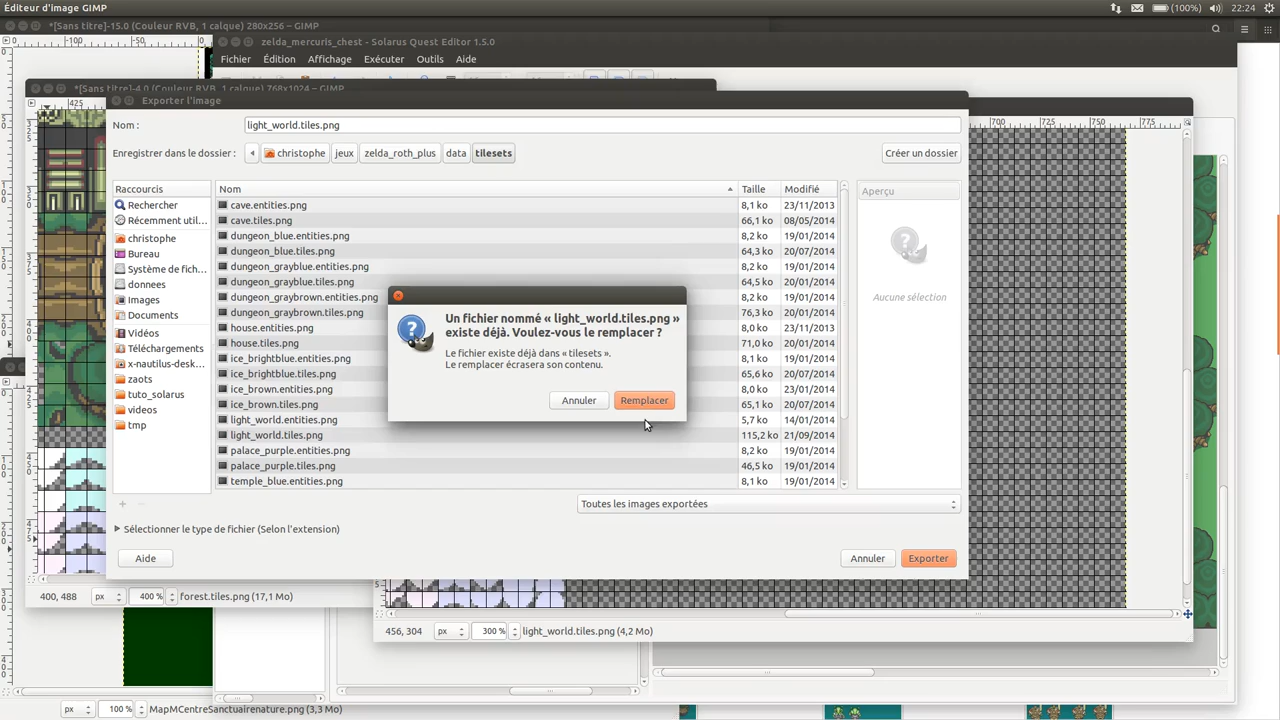 Éditeur d'image GIMP
(100%)
22:24
*[Sans titre]-15.0 (Couleur RVB, 1 calque) 280x256 – GIMP
-100
-50
zelda_mercuris_chest – Solarus Quest Editor 1.5.0
Fichier Édition Affichage Exécuter Outils Aide
*[Sans titre]-4.0 (Couleur RVB, 1 calque) 768x1024 – GIMP
425
Exporter l'image
700 725 750 775
Nom :
light_world.tiles.png
Enregistrer dans le dossier :
christophe
jeux
zelda_roth_plus
data
tilesets
Créer un dossier
Raccourcis
Rechercher
Récemment util...
christophe
Bureau
Système de fich...
donnees
Images
Documents
Vidéos
Téléchargements
x-nautilus-desk...
zaots
tuto_solarus
videos
tmp
Nom Taille Modifié
cave.entities.png 8,1 ko 23/11/2013
cave.tiles.png 66,1 ko 08/05/2014
dungeon_blue.entities.png 8,2 ko 19/01/2014
dungeon_blue.tiles.png 64,3 ko 20/07/2014
dungeon_grayblue.entities.png 8,2 ko 19/01/2014
dungeon_grayblue.tiles.png 64,5 ko 20/01/2014
dungeon_graybrown.entities.png 8,2 ko 19/01/2014
dungeon_graybrown.tiles.png 76,3 ko 20/01/2014
house.entities.png 8,2 ko 23/11/2013
house.tiles.png 71,0 ko 20/01/2014
ice_brightblue.entities.png 8,1 ko 19/01/2014
ice_brightblue.tiles.png 65,6 ko 20/07/2014
ice_brown.entities.png 8,0 ko 23/01/2014
ice_brown.tiles.png 65,1 ko 20/07/2014
light_world.entities.png 5,7 ko 14/01/2014
light_world.tiles.png 115,2 ko 21/09/2014
palace_purple.entities.png 8,2 ko 19/01/2014
palace_purple.tiles.png 46,5 ko 19/01/2014
temple_blue.entities.png 8,1 ko 19/01/2014
Aperçu
Aucune sélection
Un fichier nommé « light_world.tiles.png »
existe déjà. Voulez-vous le remplacer ?
Le fichier existe déjà dans « tilesets ».
Le remplacer écrasera son contenu.
Annuler
Remplacer
Toutes les images exportées
Sélectionner le type de fichier (Selon l'extension)
Aide
Annuler
Exporter
400, 488 px 400 % forest.tiles.png (17,1 Mo)
456, 304 px 300 % light_world.tiles.png (4,2 Mo)
px 100 % MapMCentreSanctuairenature.png (3,3 Mo)